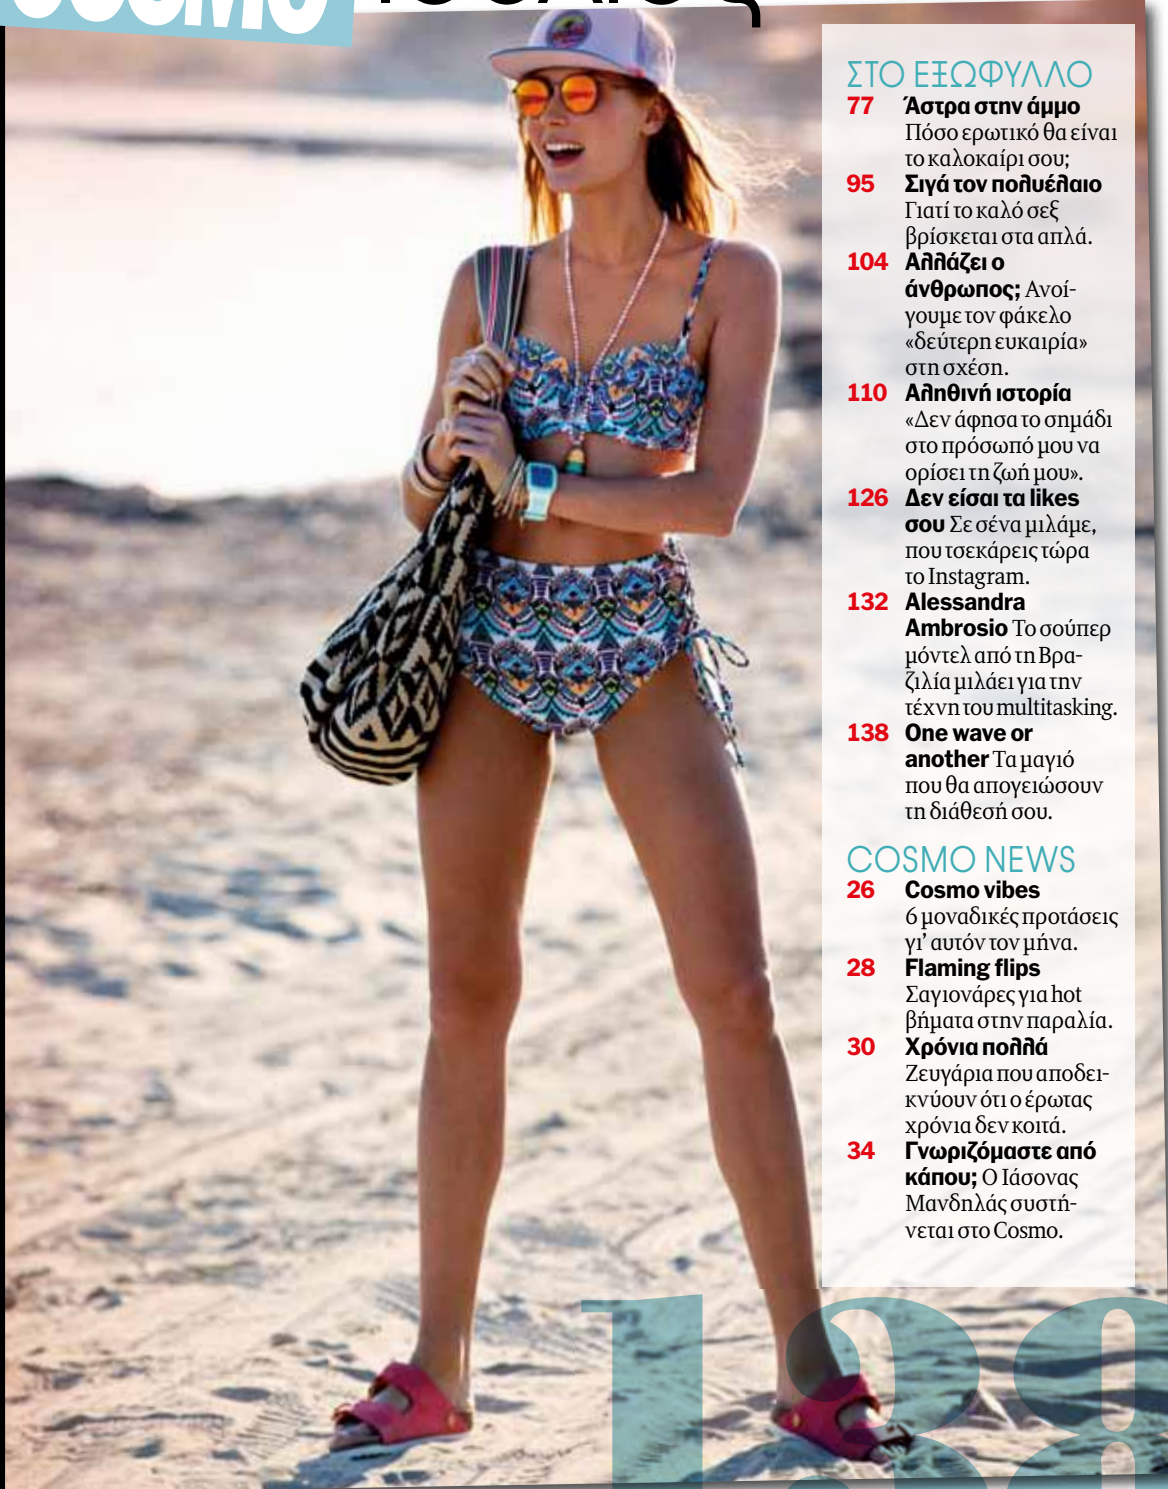 COSMO
ΣΤΟ ΕΞΩΦΥΛΛΟ
77 Άστρα στην άμμο
Πόσο ερωτικό θα είναι
το καλοκαίρι σου;
95 Σιγά τον πολυέλαιο
Γιατί το καλό σεξ
βρίσκεται στα απλά.
104 Αλλάζει ο
άνθρωπος; Ανοί-
γουμε τον φάκελο
«δεύτερη ευκαιρία»
στη σχέση.
110 Αληθινή ιστορία
«Δεν άφησα το σημάδι
στο πρόσωπό μου να
ορίσει τη ζωή μου».
126 Δεν είσαι τα likes
σου Σε σένα μιλάμε,
που τσεκάρεις τώρα
το Instagram.
132 Alessandra
Ambrosio Το σούπερ
μόντελ από τη Βρα-
ζιλία μιλάει για την
τέχνη του multitasking.
138 One wave or
another Τα μαγιό
που θα απογειώσουν
τη διάθεσή σου.
COSMO NEWS
26 Cosmo vibes
6 μοναδικές προτάσεις
γι' αυτόν τον μήνα.
28 Flaming flips
Σαγιονάρες για hot
βήματα στην παραλία.
30 Χρόνια πολλά
Ζευγάρια που αποδει-
κνύουν ότι ο έρωτας
χρόνια δεν κοιτά.
34 Γνωριζόμαστε από
κάπου; Ο Ιάσονας
Μανδηλάς συστή-
νεται στο Cosmo.
138